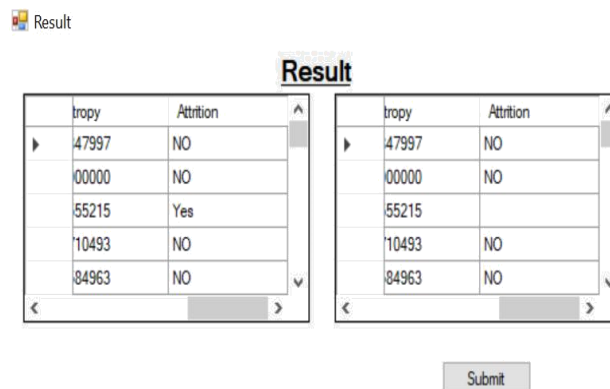 Result
Result
tropy Attrition tropy Attrition
47997 NO 47997 NO
00000 NO 00000 NO
55215 Yes 55215
10493 NO 10493 NO
84963 NO 84963 NO
Submit